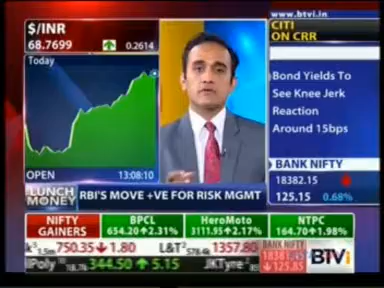 www.btvi.in
$/INR
68.7699
0.2614
Today
OPEN
13:08:10
CITI
ON CRR
Bond Yields To
See Knee Jerk
Reaction
Around 15bps
BANK NIFTY
18382.15
125.15 0.68%
LUNCH
MONEY
RBI'S MOVE +VE FOR RISK MGMT
NIFTY
GAINERS
BPCL
654.20 2.31%
HeroMoto
3111.95 2.17%
NTPC
164.70 1.98%
750.35 1.80 L&T 1357.80
BANK NIFTY
125.85
Poly 344.50 5.15 JKTyre
BTVi